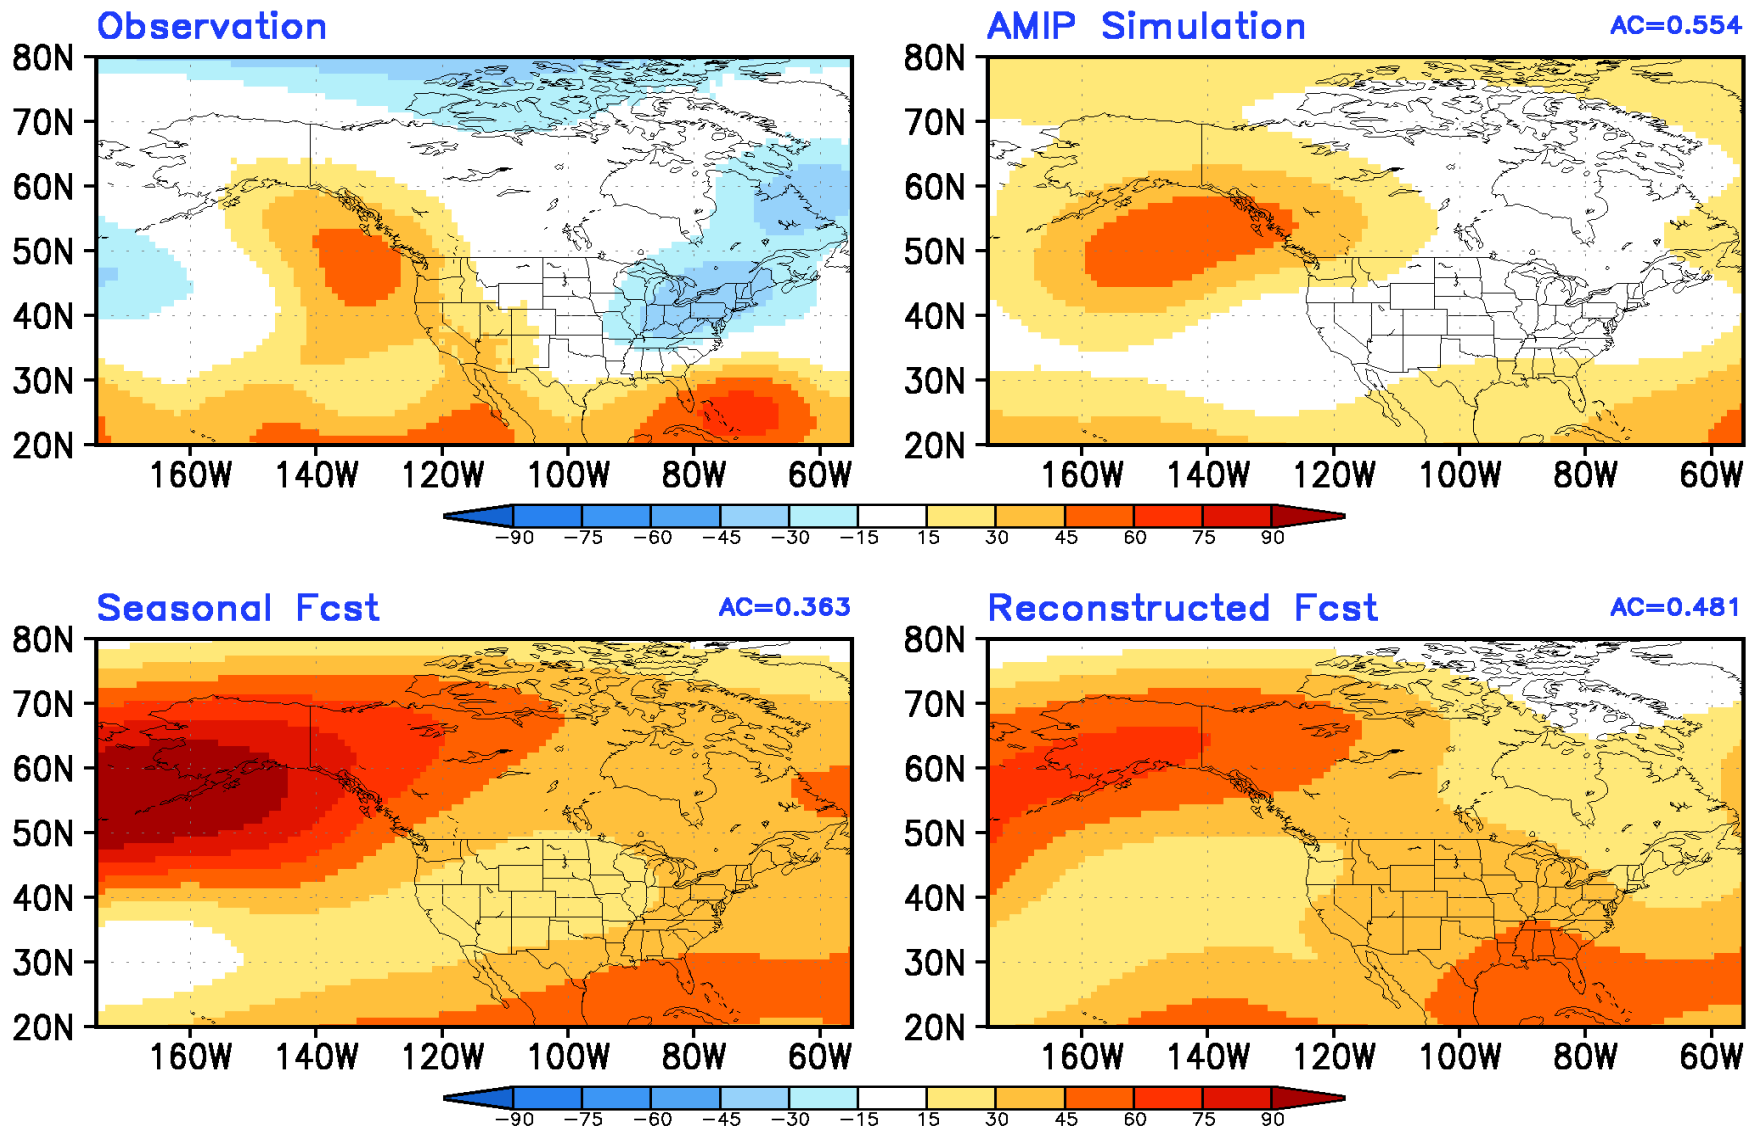 Observation
AMIP Simulation AC=0.554
80N 80N
70N 70N
60N 60N
50N 50N
40N 40N
30N 30N
20N 20N
160W 140W 120W 100W 80W 60W 160W 140W 120W 100W 80W 60W
−90 −75 −60 −45 −30 −15 15 30 45 60 75 90
Seasonal Fcst AC=0.363
Reconstructed Fcst AC=0.481
80N 80N
70N 70N
60N 60N
50N 50N
40N 40N
30N 30N
20N 20N
160W 140W 120W 100W 80W 60W 160W 140W 120W 100W 80W 60W
−90 −75 −60 −45 −30 −15 15 30 45 60 75 90